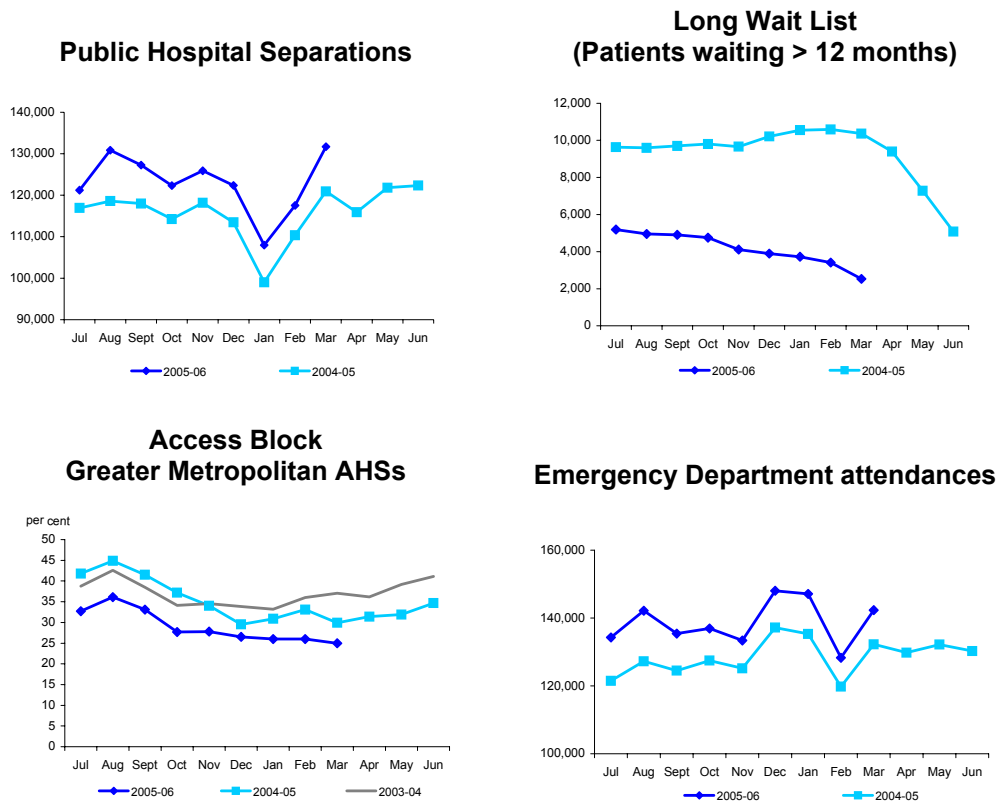 Public Hospital Separations
140,000
130,000
120,000
110,000
100,000
90,000
Jul Aug Sept Oct Nov Dec Jan Feb Mar Apr May Jun
2005-06 2004-05
Long Wait List
(Patients waiting > 12 months)
12,000
10,000
8,000
6,000
4,000
2,000
0
Jul Aug Sept Oct Nov Dec Jan Feb Mar Apr May Jun
2005-06 2004-05
Access Block
Greater Metropolitan AHSs
per cent
50
45
40
35
30
25
20
15
10
5
0
Jul Aug Sept Oct Nov Dec Jan Feb Mar Apr May Jun
2005-06 2004-05 2003-04
Emergency Department attendances
160,000
140,000
120,000
100,000
Jul Aug Sept Oct Nov Dec Jan Feb Mar Apr May Jun
2005-06 2004-05